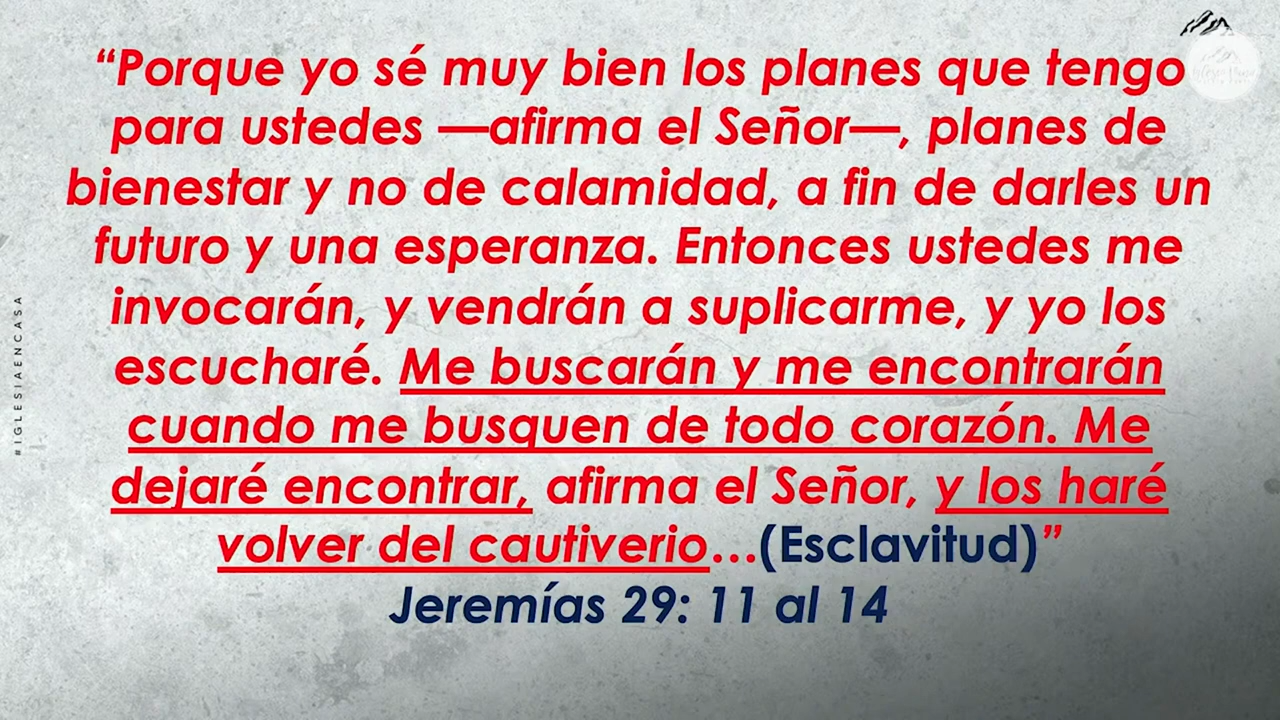 “Porque yo sé muy bien los planes que tengo
para ustedes —afirma el Señor—, planes de
bienestar y no de calamidad, a fin de darles un
futuro y una esperanza. Entonces ustedes me
invocarán, y vendrán a suplicarme, y yo los
escucharé. Me buscarán y me encontrarán
cuando me busquen de todo corazón. Me
dejaré encontrar, afirma el Señor, y los haré
volver del cautiverio...(Esclavitud)”
Jeremías 29: 11 al 14
#IGLESIAENCASA